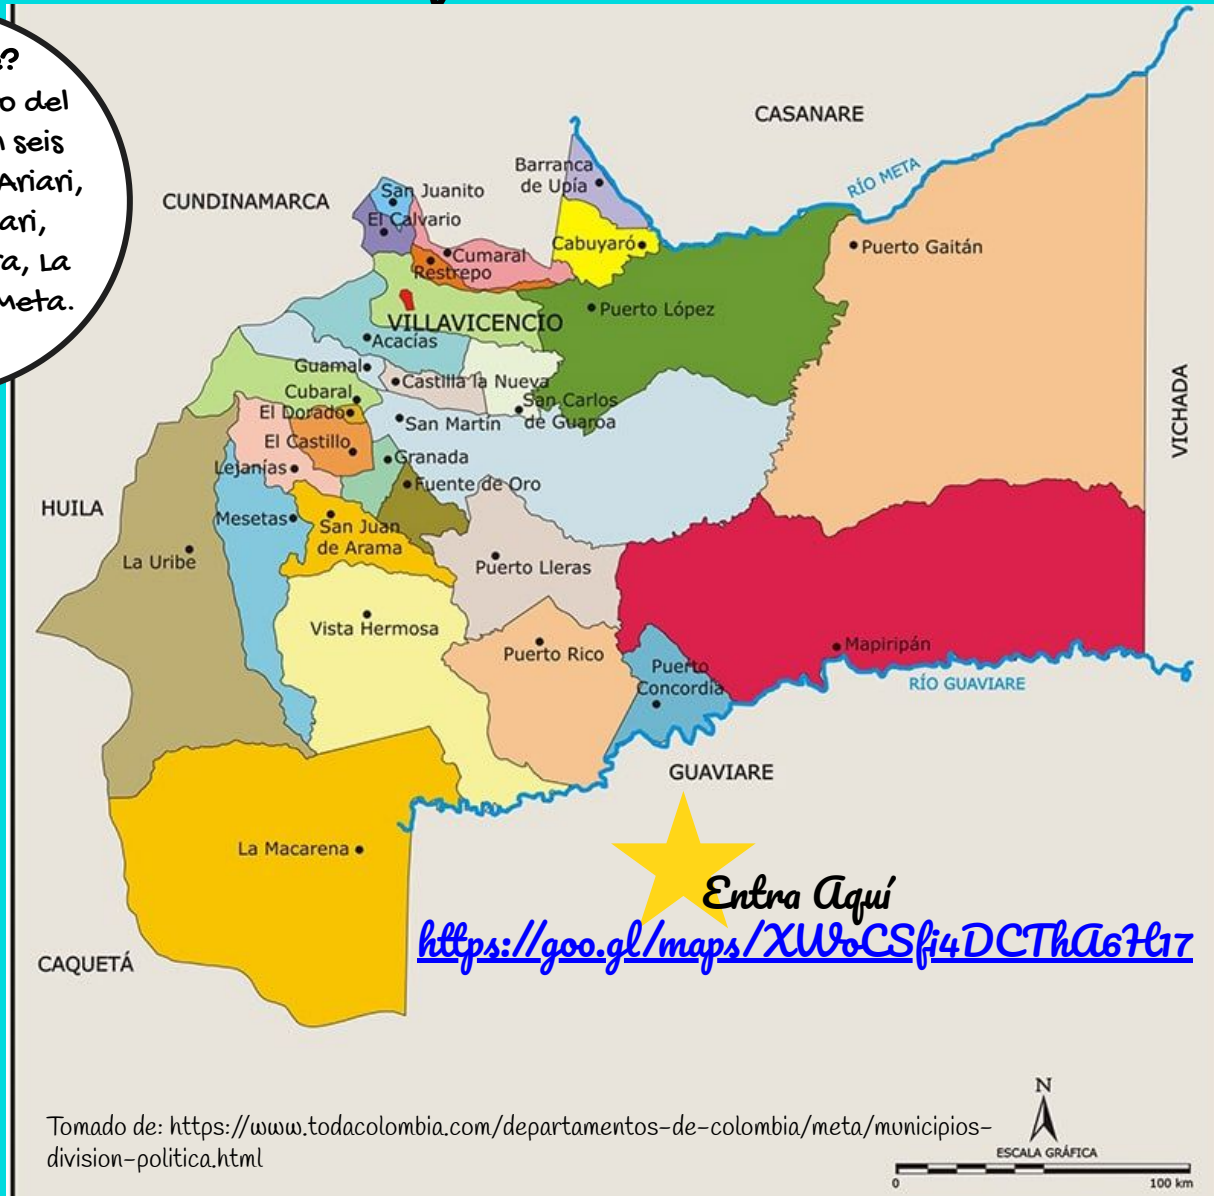 ?
o del
seis
Ariari,
ari,
a, La
Meta.
CASANARE
RÍO META
Barranca
de Upía
CUNDINAMARCA
San Juanito
El Calvario
Cabuyaró
Puerto Gaitán
Cumaral
Restrepo
Puerto López
VILLAVICENCIO
Acacías
Guamal
Castilla la Nueva
Cubaral
San Carlos
de Guaroa
El Dorado
San Martín
VICHADA
El Castillo
Granada
Lejanías
Fuente de Oro
HUILA
Mesetas
San Juan
de Arama
La Uribe
Puerto Lleras
Vista Hermosa
Puerto Rico
Mapiripán
Puerto
Concordia
RÍO GUAVIARE
GUAVIARE
La Macarena
Entra Aquí
https://goo.gl/maps/XWoCSfi4DCThA6H17
CAQUETÁ
N
Tomado de: https://www.todacolombia.com/departamentos-de-colombia/meta/municipios-
division-politica.html
ESCALA GRÁFICA
0 100 km